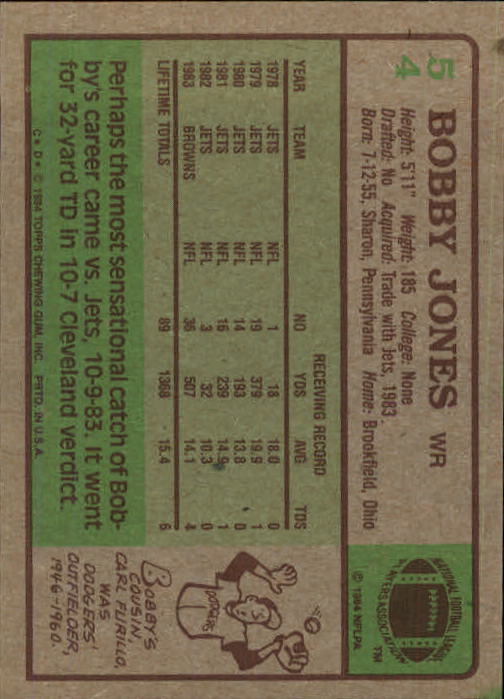 54
BOBBY JONES WR
Height: 5'11" Weight: 185 College: None
Drafted: No Acquired: Trade with Jets, 1983
Born: 7-12-55, Sharon, Pennsylvania Home: Brookfield, Ohio
NATIONAL FOOTBALL LEAGUE
PLAYERS ASSOCIATION
TM
© 1984 NFLPA
RECEIVING RECORD
YEAR TEAM NO YDS AVG TDS
1978 JETS NFL 1 18 18.0 0
1979 JETS NFL 19 379 19.9 1
1980 JETS NFL 14 193 13.8 0
1981 JETS NFL 16 239 14.9 1
1982 JETS NFL 3 32 10.3 0
1983 BROWNS NFL 36 507 14.1 4
LIFETIME TOTALS 89 1368 15.4 6
Perhaps the most sensational catch of Bob-
by's career came vs. Jets, 10-9-83. It went
for 32-yard TD in 10-7 Cleveland verdict.
DODGERS
BOBBY'S
COUSIN,
CARL FURILLO,
WAS
DODGERS'
OUTFIELDER,
1946-1960.
C* D* © 1984 TOPPS CHEWING GUM, INC. PRTD. IN U.S.A.